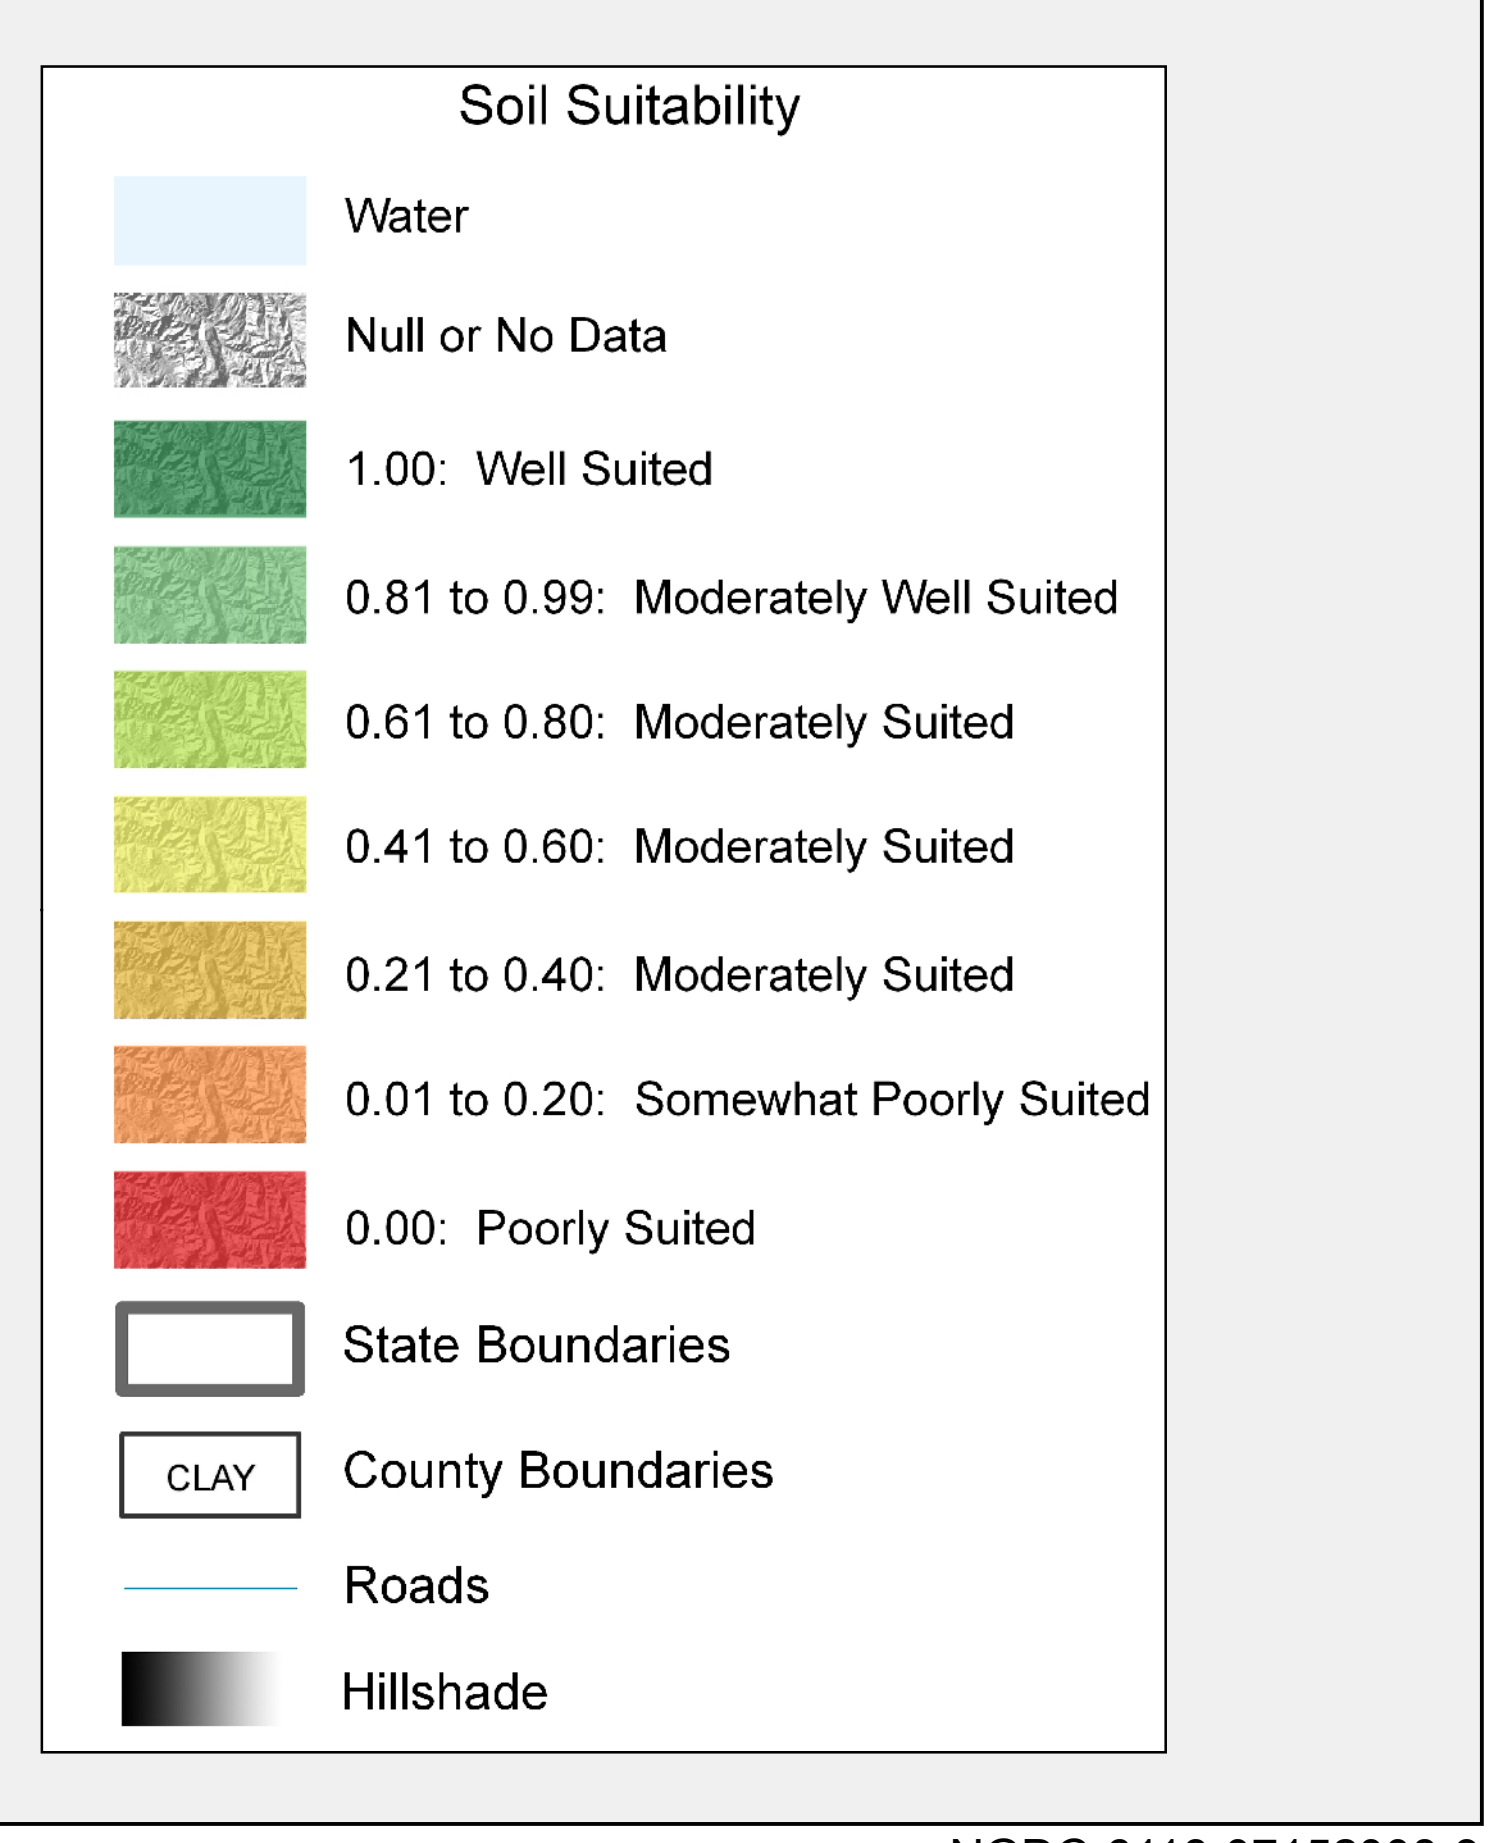 Soil Suitability
Water
Null or No Data
1.00: Well Suited
0.81 to 0.99: Moderately Well Suited
0.61 to 0.80: Moderately Suited
0.41 to 0.60: Moderately Suited
0.21 to 0.40: Moderately Suited
0.01 to 0.20: Somewhat Poorly Suited
0.00: Poorly Suited
State Boundaries
CLAY County Boundaries
Roads
Hillshade